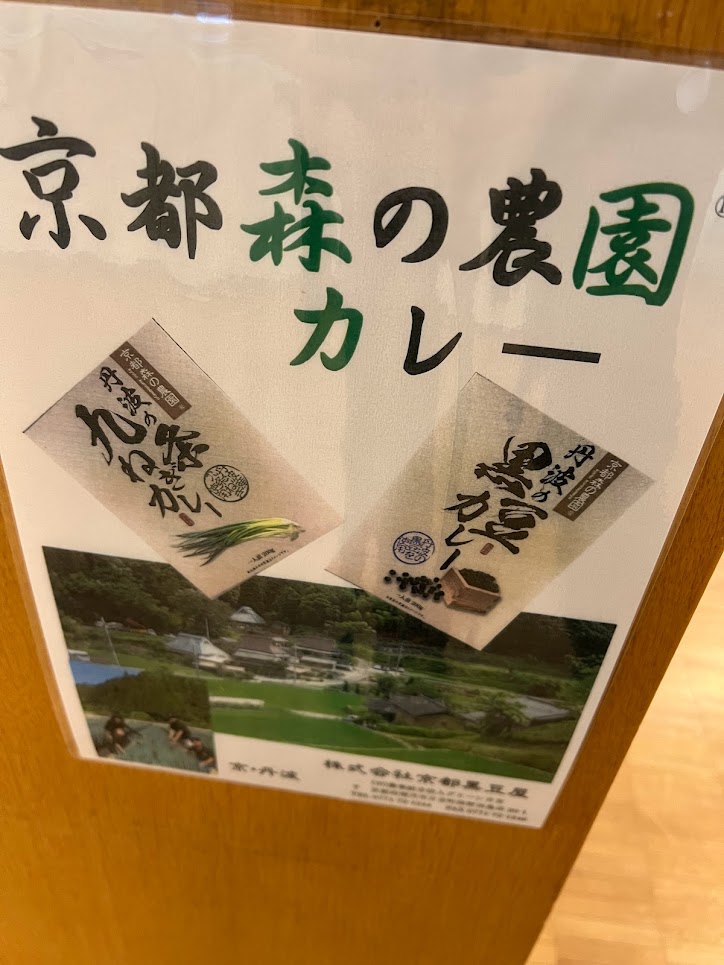 京都森の農園
カレー
京都森の農園
丹波の
九条
ねぎ
カレー
京都森の農園
丹波の
黒豆
カレー
京・丹波
株式会社京都黒豆屋